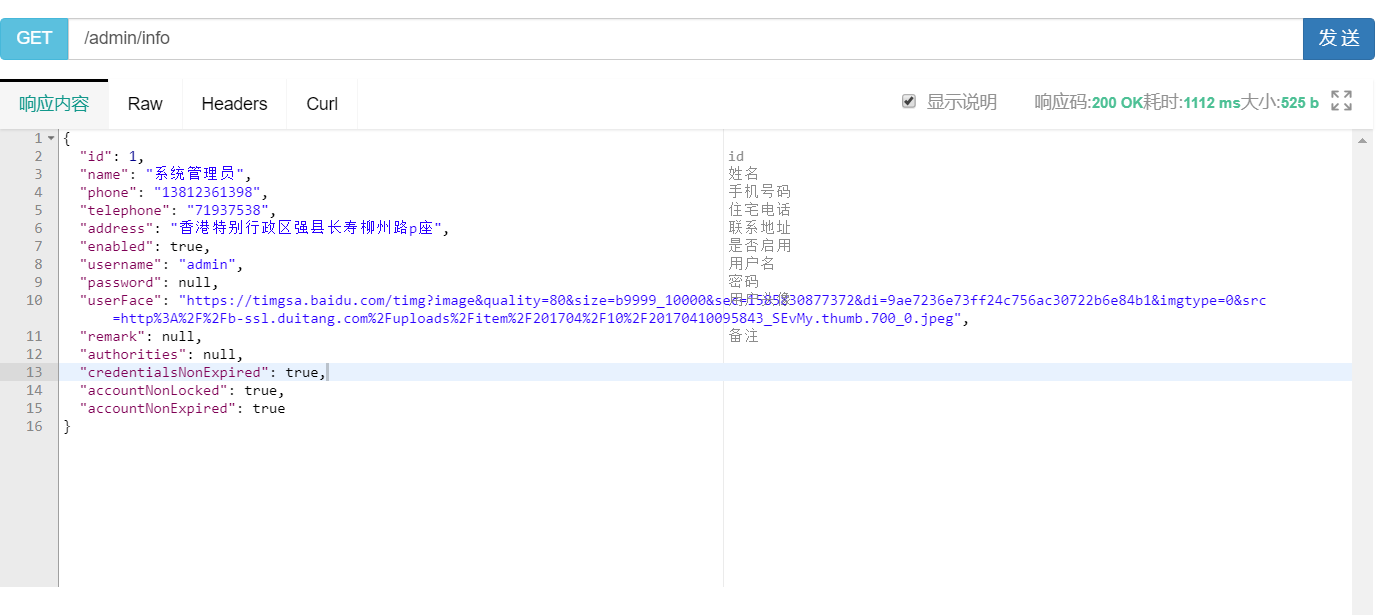 GET /admin/info 发 送
响应内容 Raw Headers Curl 显示说明 响应码:200 OK耗时:1112 ms大小:525 b
1 {
2 "id": 1, id
3 "name": "系统管理员", 姓名
4 "phone": "13812361398", 手机号码
5 "telephone": "71937538", 住宅电话
6 "address": "香港特别行政区强县长寿柳州路p座", 联系地址
7 "enabled": true, 是否启用
8 "username": "admin", 用户名
9 "password": null, 密码
10 "userFace": "https://timgsa.baidu.com/timg?image&quality=80&size=b9999_10000&sec=1585830877372&di=9ae7236e73ff24c756ac30722b6e84b1&imgtype=0&src 用户头像
=http%3A%2F%2Fb-ssl.duitang.com%2Fuploads%2Fitem%2F201704%2F10%2F20170410095843_SEvMy.thumb.700_0.jpeg",
11 "remark": null, 备注
12 "authorities": null,
13 "credentialsNonExpired": true,
14 "accountNonLocked": true,
15 "accountNonExpired": true
16 }